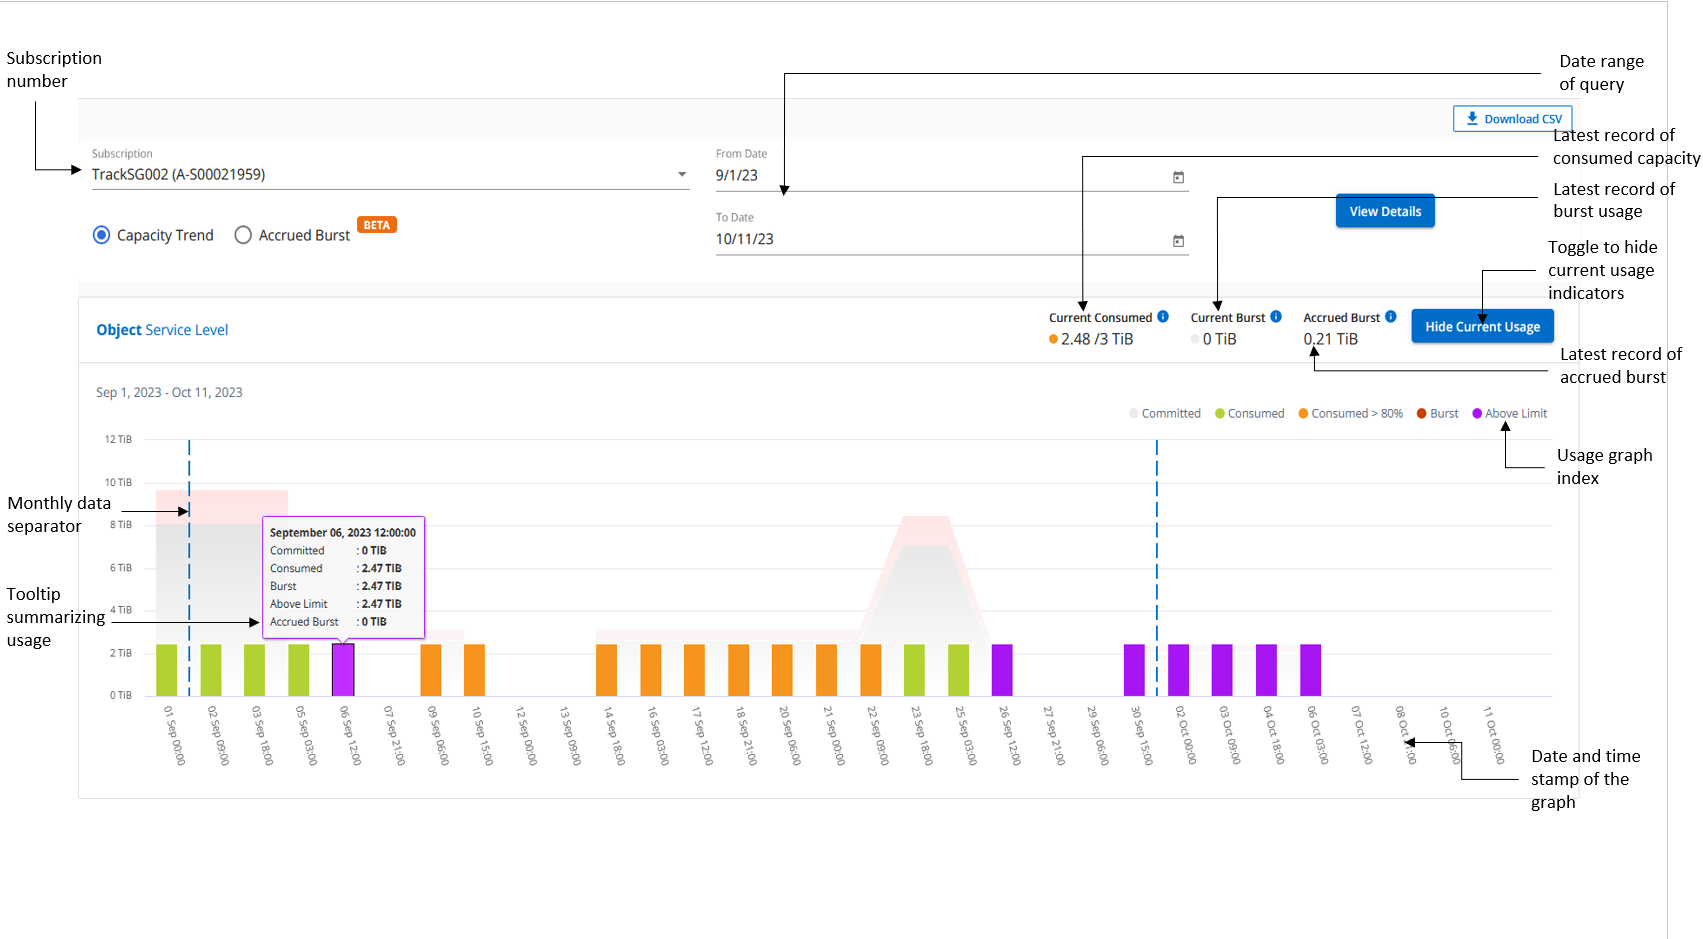 Subscription
number
Date range
of query
Download CSV
Latest record of
consumed capacity
Subscription
TrackSG002 (A-S00021959)
From Date
9/1/23
Latest record of
burst usage
View Details
Capacity Trend
Accrued Burst
BETA
To Date
10/11/23
Toggle to hide
current usage
indicators
Object Service Level
Current Consumed
2.48 /3 TiB
Current Burst
0 TiB
Accrued Burst
0.21 TiB
Hide Current Usage
Latest record of
accrued burst
Sep 1, 2023 - Oct 11, 2023
Committed
Consumed
Consumed > 80%
Burst
Above Limit
Usage graph
index
12 TiB
10 TiB
8 TiB
6 TiB
4 TiB
2 TiB
0 TiB
Monthly data
separator
Tooltip
summarizing
usage
September 06, 2023 12:00:00
Committed : 0 TIB
Consumed : 2.47 TIB
Burst : 2.47 TIB
Above Limit : 2.47 TIB
Accrued Burst : 0 TIB
01 Sep 00:00
02 Sep 09:00
03 Sep 18:00
05 Sep 03:00
06 Sep 12:00
07 Sep 21:00
09 Sep 06:00
10 Sep 15:00
12 Sep 00:00
13 Sep 09:00
14 Sep 18:00
16 Sep 03:00
17 Sep 12:00
18 Sep 21:00
20 Sep 06:00
21 Sep 00:00
22 Sep 09:00
23 Sep 18:00
25 Sep 03:00
26 Sep 12:00
27 Sep 21:00
29 Sep 06:00
30 Sep 15:00
02 Oct 00:00
03 Oct 09:00
04 Oct 18:00
06 Oct 03:00
07 Oct 12:00
08 Oct
10 Oct 06:00
11 Oct 00:00
Date and time
stamp of the
graph